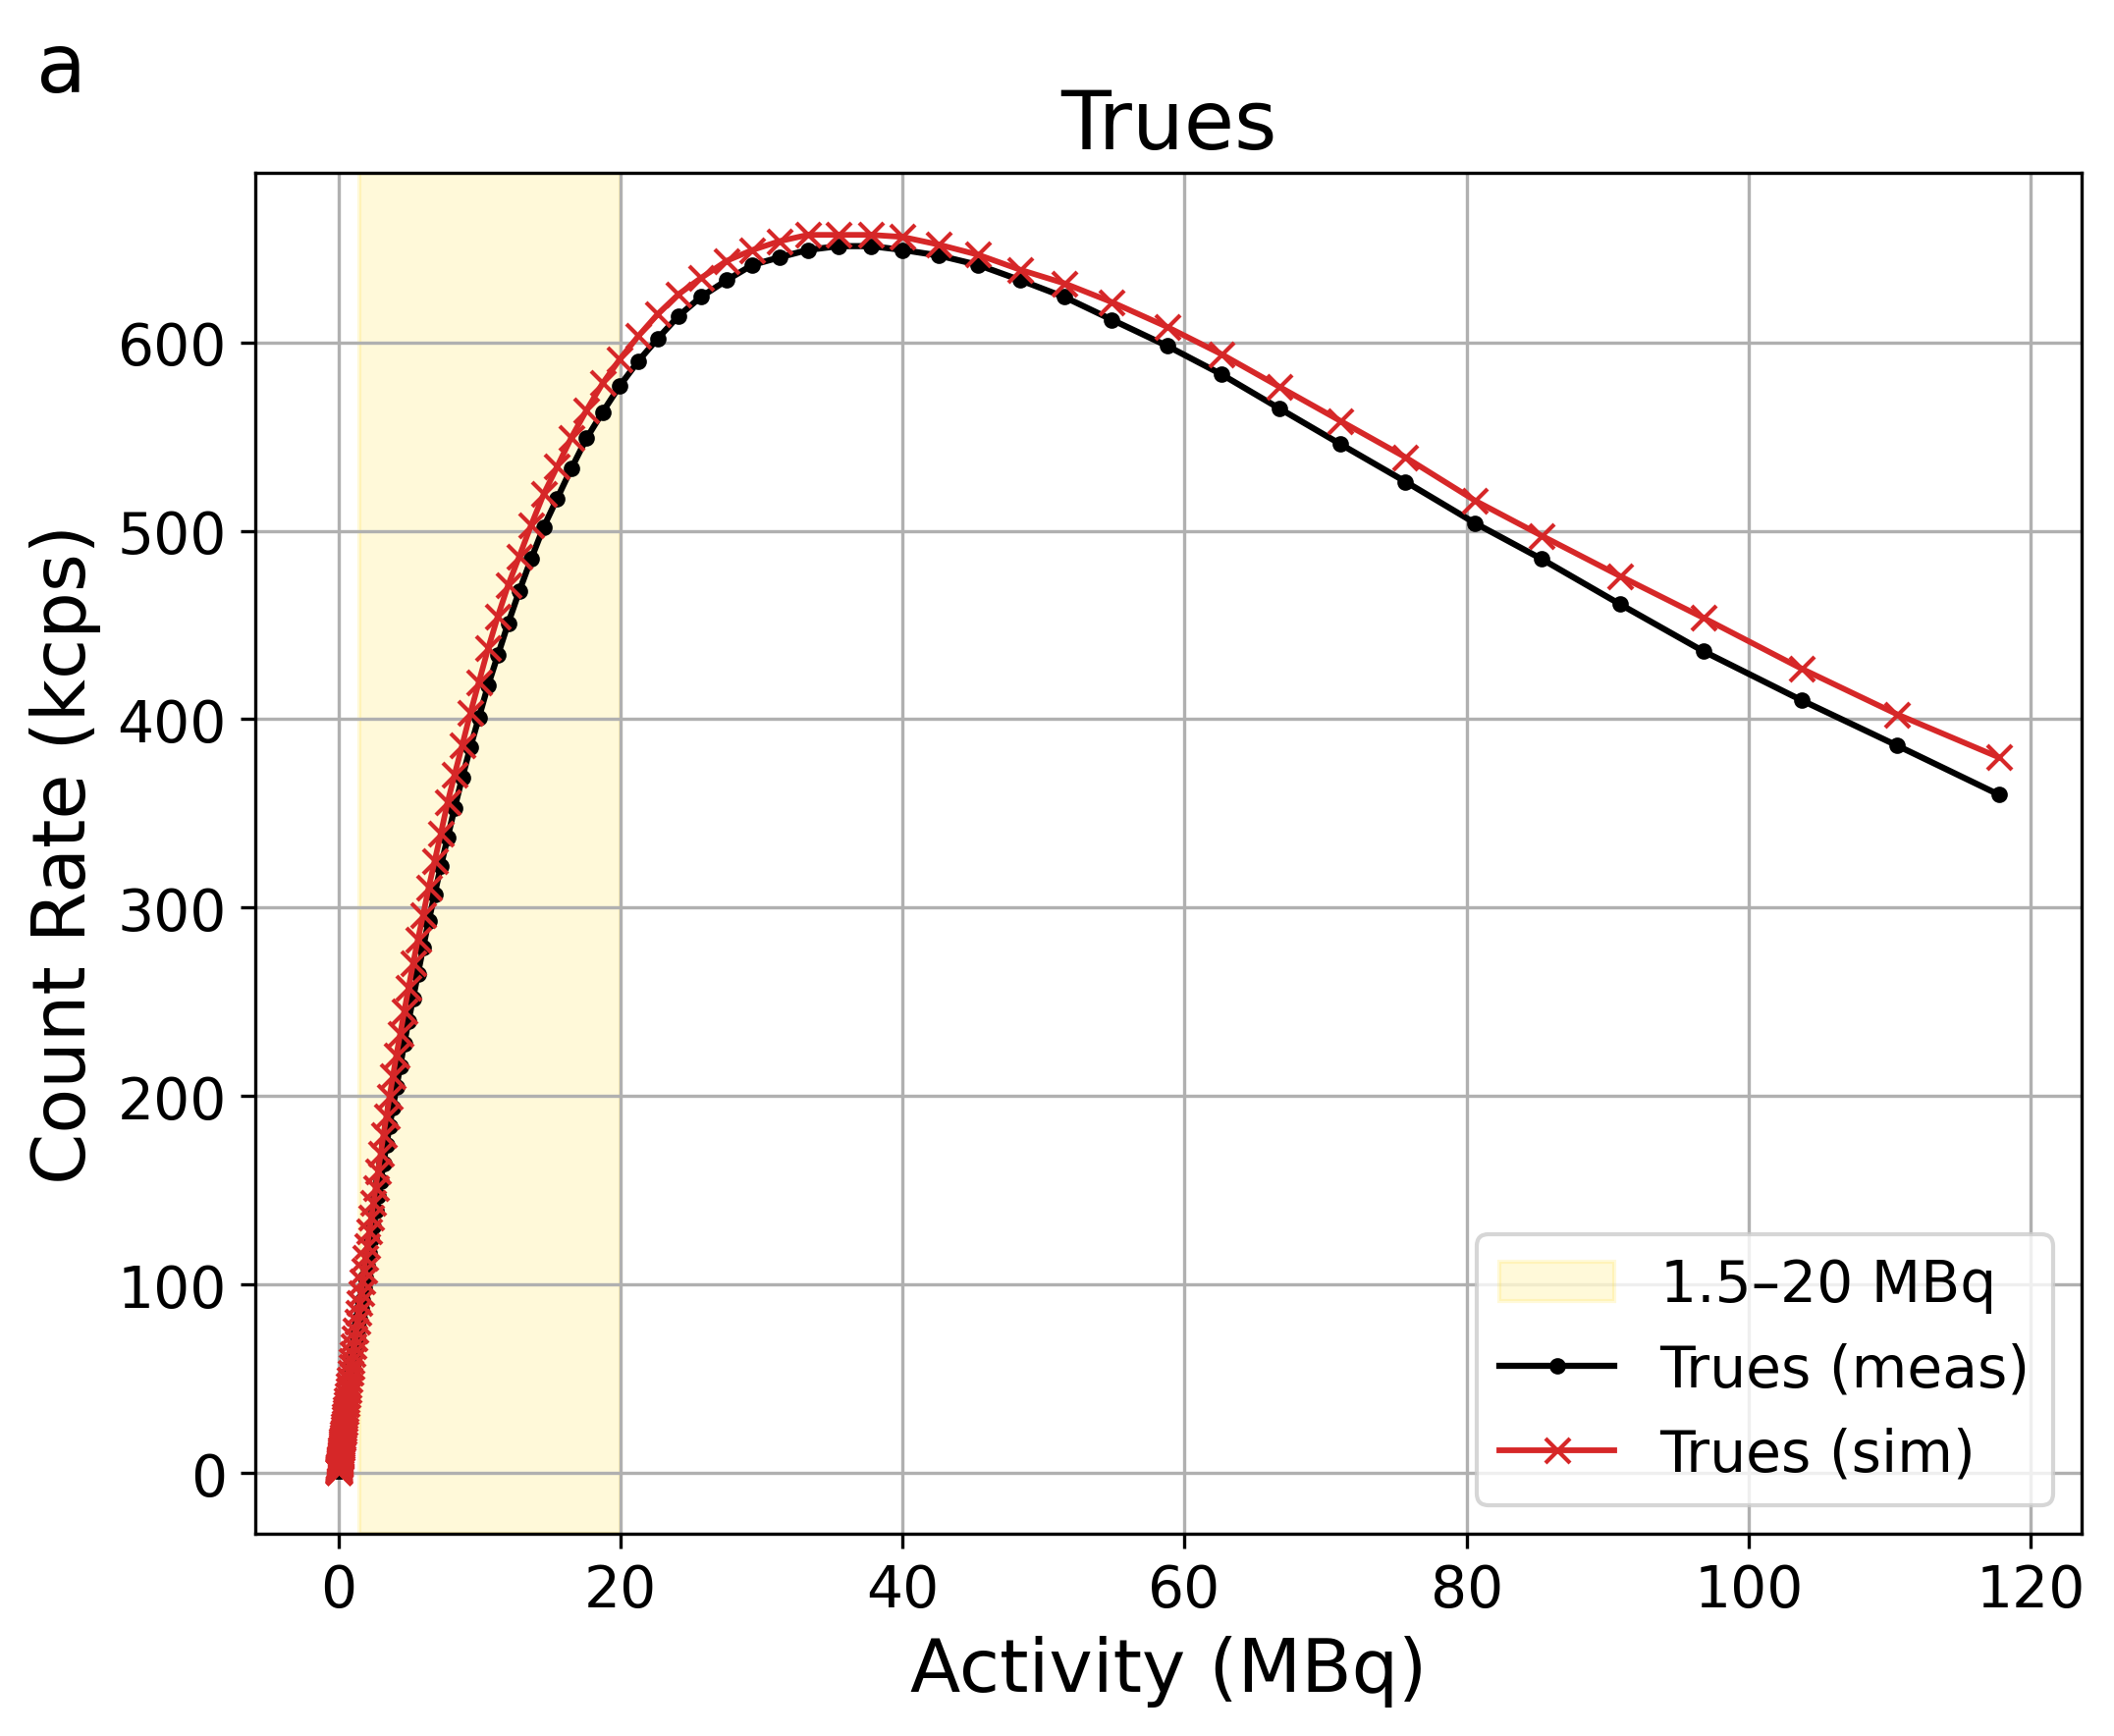 a
Trues
Count Rate (kcps)
600
500
400
300
200
100
0
0 20 40 60 80 100 120
Activity (MBq)
1.5–20 MBq
Trues (meas)
Trues (sim)